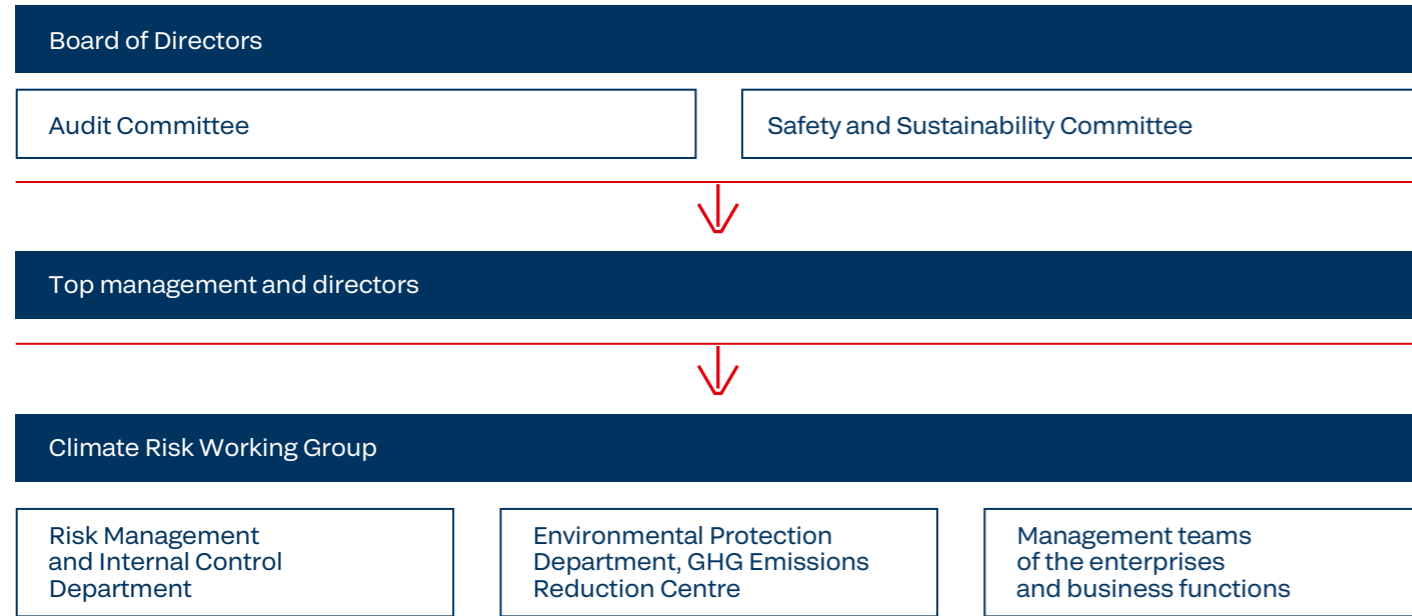 Board of Directors
Audit Committee
Safety and Sustainability Committee
Top management and directors
Climate Risk Working Group
Risk Management
and Internal Control
Department
Environmental Protection
Department, GHG Emissions
Reduction Centre
Management teams
of the enterprises
and business functions